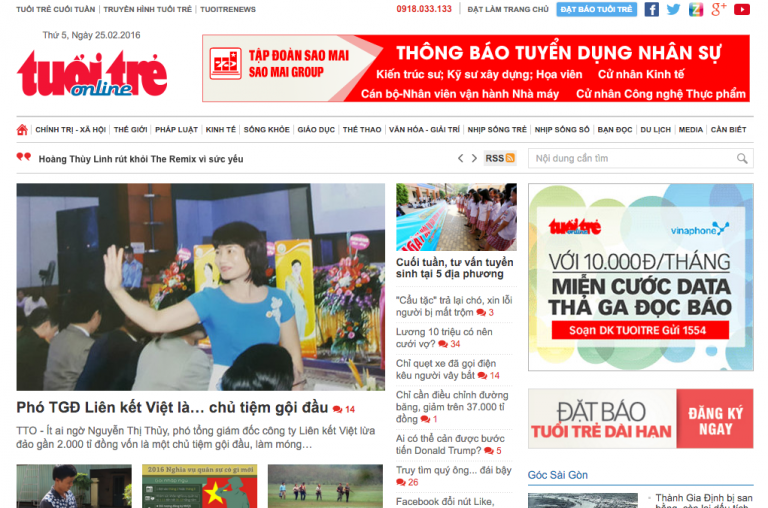 TUỔI TRẺ CUỐI TUẦN | TRUYỀN HÌNH TUỔI TRẺ | TUOITRENEWS
0918.033.133 | ĐẶT LÀM TRANG CHỦ
ĐẶT BÁO TUỔI TRẺ
Thứ 5, Ngày 25.02.2016
tuổi trẻ
online
TẬP ĐOÀN SAO MAI
SAO MAI GROUP
THÔNG BÁO TUYỂN DỤNG NHÂN SỰ
Kiến trúc sư; Kỹ sư xây dựng; Họa viên Cử nhân Kinh tế
Cán bộ-Nhân viên vận hành Nhà máy Cử nhân Công nghệ Thực phẩm
CHÍNH TRỊ - XÃ HỘI THẾ GIỚI PHÁP LUẬT KINH TẾ SỐNG KHỎE GIÁO DỤC THỂ THAO VĂN HÓA - GIẢI TRÍ NHỊP SỐNG TRẺ NHỊP SỐNG SỐ BẠN ĐỌC DU LỊCH MEDIA CẦN BIẾT
Hoàng Thùy Linh rút khỏi The Remix vì sức yếu
RSS
Nội dung cần tìm
Phó TGĐ Liên kết Việt là… chủ tiệm gội đầu 14
TTO - Ít ai ngờ Nguyễn Thị Thủy, phó tổng giám đốc công ty Liên kết Việt lừa
đảo gần 2.000 tỉ đồng vốn là một chủ tiệm gội đầu, làm móng…
2016 Nghĩa vụ quân sự có gì mới
Cuối tuần, tư vấn tuyển
sinh tại 5 địa phương
"Cẩu tặc" trả lại chó, xin lỗi
người bị mất trộm 3
Lương 10 triệu có nên
cưới vợ? 34
Chỉ quẹt xe đã gọi điện
kêu người vây bắt 14
Chỉ cần điều chỉnh đường
băng, giảm trên 37.000 tỉ
đồng 1
Ai có thể cản được bước
tiến Donald Trump? 5
Truy tìm quý ông... đái bậy
26
Facebook đổi nút Like,
tuổi trẻ
online
vinaphone
VỚI 10.000Đ/THÁNG
MIỄN CƯỚC DATA
THẢ GA ĐỌC BÁO
Soạn DK TUOITRE Gửi 1554
ĐẶT BÁO
TUỔI TRẺ DÀI HẠN
ĐĂNG KÝ
NGAY
Góc Sài Gòn
Thành Gia Định bị san